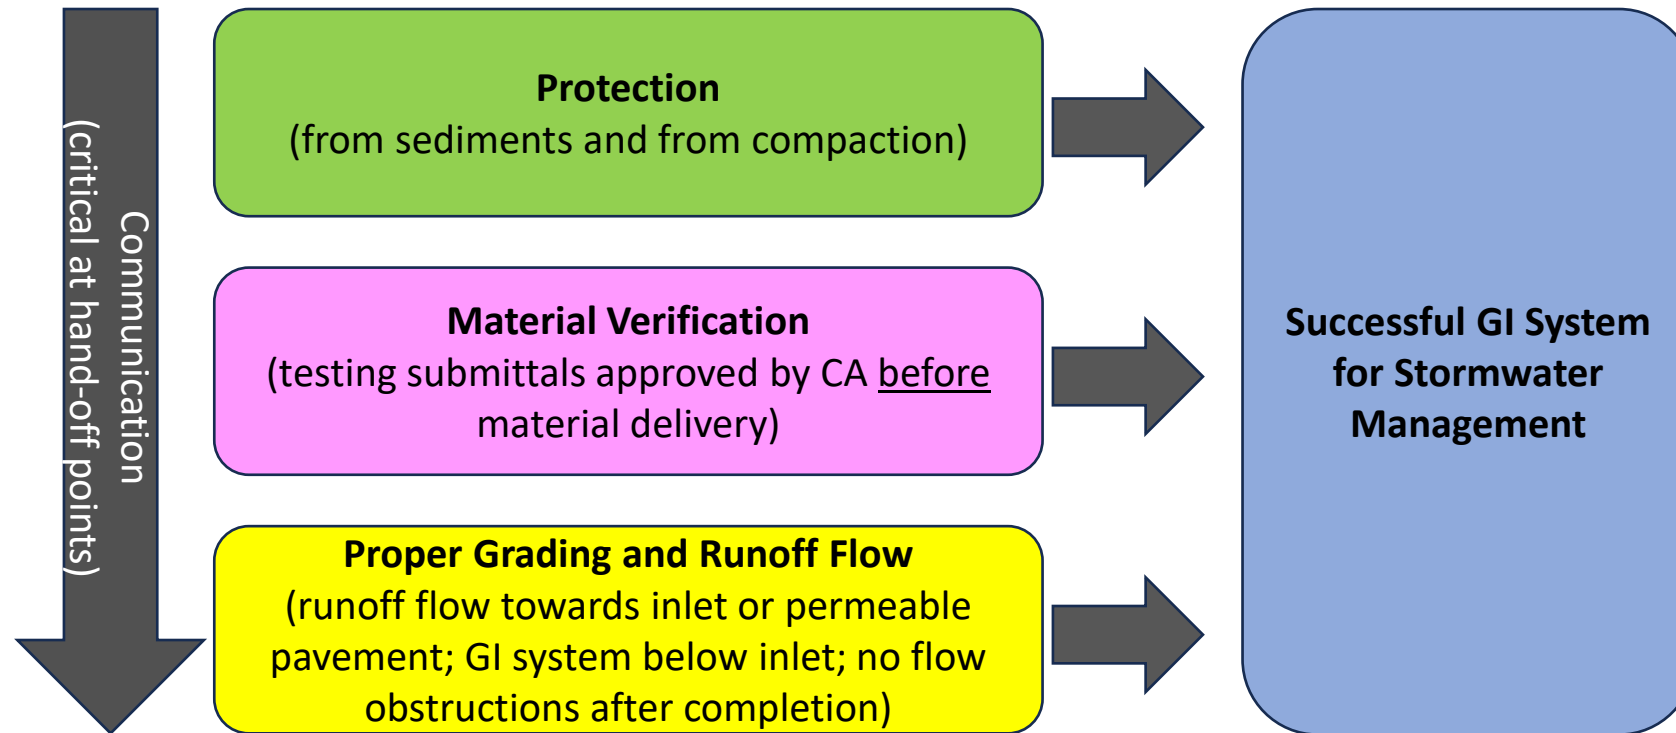 Communication
(critical at hand-off points)
Protection
(from sediments and from compaction)
Material Verification
(testing submittals approved by CA before
material delivery)
Proper Grading and Runoff Flow
(runoff flow towards inlet or permeable
pavement; GI system below inlet; no flow
obstructions after completion)
Successful GI System
for Stormwater
Management